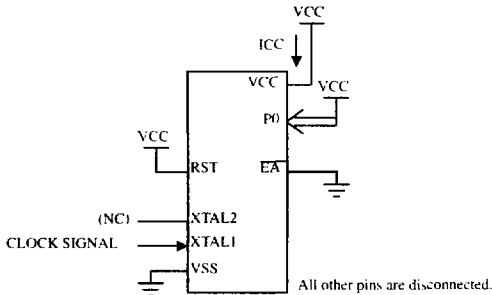 VCC
ICC
VCC
VCC
P0
VCC
RST
EA
(NC)
XTAL2
CLOCK SIGNAL
XTAL1
VSS
All other pins are disconnected.